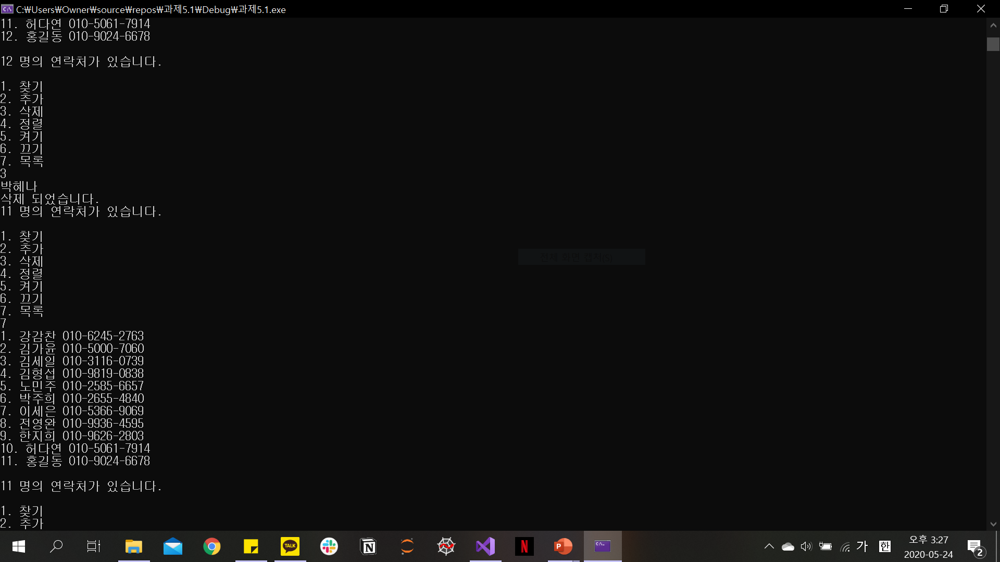 C:₩Users₩Owner₩source₩repos₩과제5.1₩Debug₩과제5.1.exe
11. 허다연 010-5061-7914
12. 홍길동 010-9024-6678
12 명의 연락처가 있습니다.
1. 찾기
2. 추가
3. 삭제
4. 정렬
5. 켜기
6. 끄기
7. 목록
3
박혜나
삭제 되었습니다.
11 명의 연락처가 있습니다.
1. 찾기
2. 추가
3. 삭제
4. 정렬
전체 화면 캡처(S)
5. 켜기
6. 끄기
7. 목록
7
1. 강감찬 010-6245-2763
2. 김가윤 010-5000-7060
3. 김세일 010-3116-0739
4. 김형섭 010-9819-0838
5. 노민주 010-2585-6657
6. 박주희 010-2655-4840
7. 이세은 010-5366-9069
8. 전영완 010-9936-4595
9. 한지희 010-9626-2803
10. 허다연 010-5061-7914
11. 홍길동 010-9024-6678
11 명의 연락처가 있습니다.
1. 찾기
2. 추가
TALK
N
N
P
C:\_
가
한
오후 3:27
2020-05-24
2